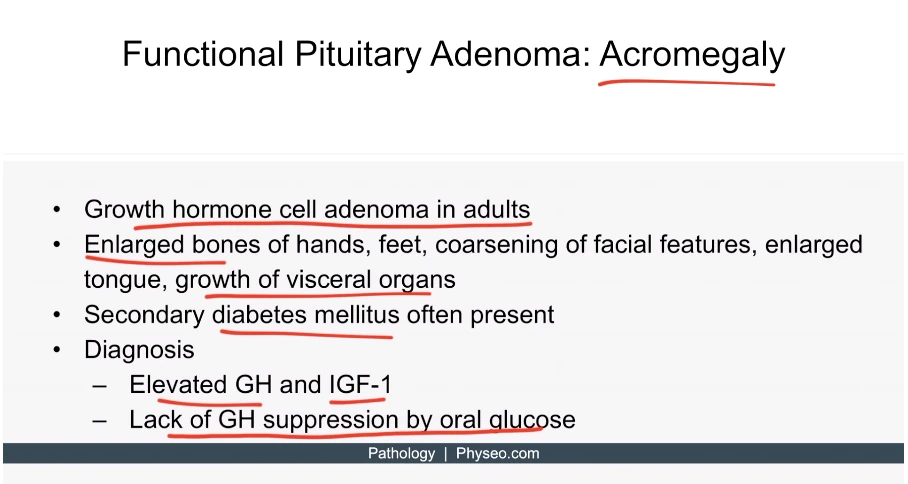 Functional Pituitary Adenoma: Acromegaly
• Growth hormone cell adenoma in adults
• Enlarged bones of hands, feet, coarsening of facial features, enlarged
tongue, growth of visceral organs
• Secondary diabetes mellitus often present
• Diagnosis
– Elevated GH and IGF-1
– Lack of GH suppression by oral glucose
Pathology | Physeo.com